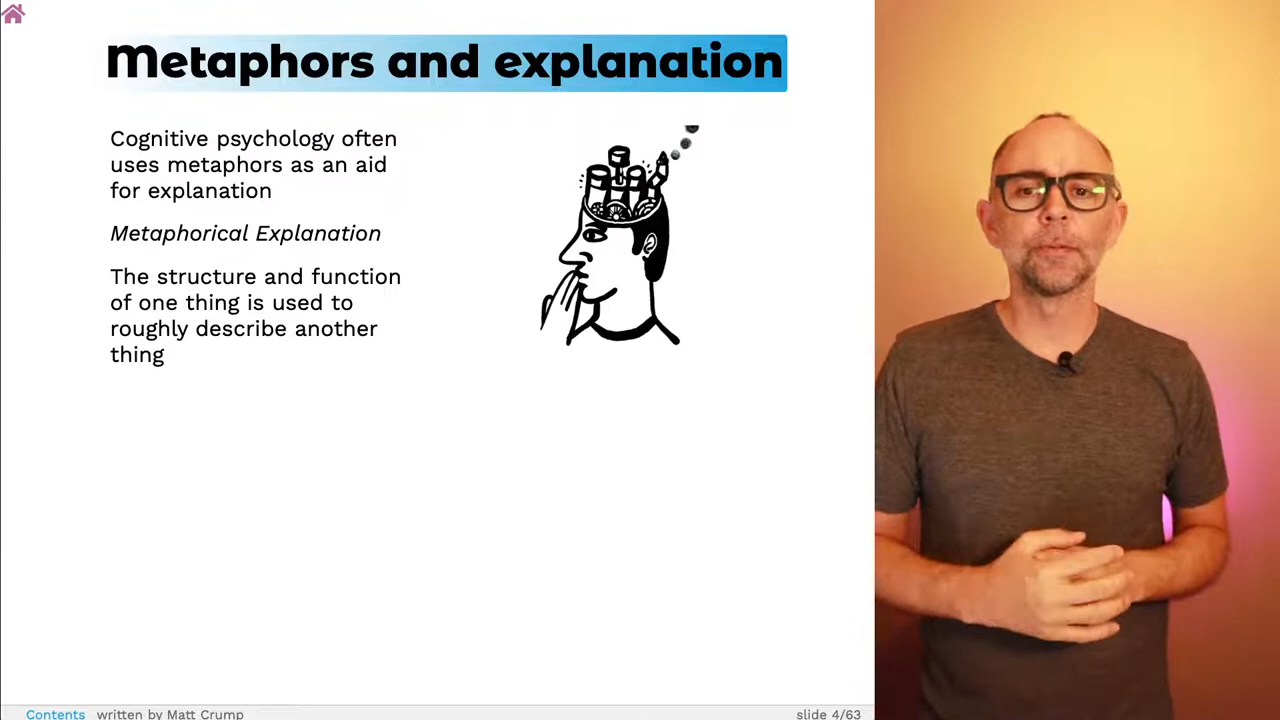 Metaphors and explanation
Cognitive psychology often
uses metaphors as an aid
for explanation
Metaphorical Explanation
The structure and function
of one thing is used to
roughly describe another
thing
Contents written by Matt Crump
slide 4/63